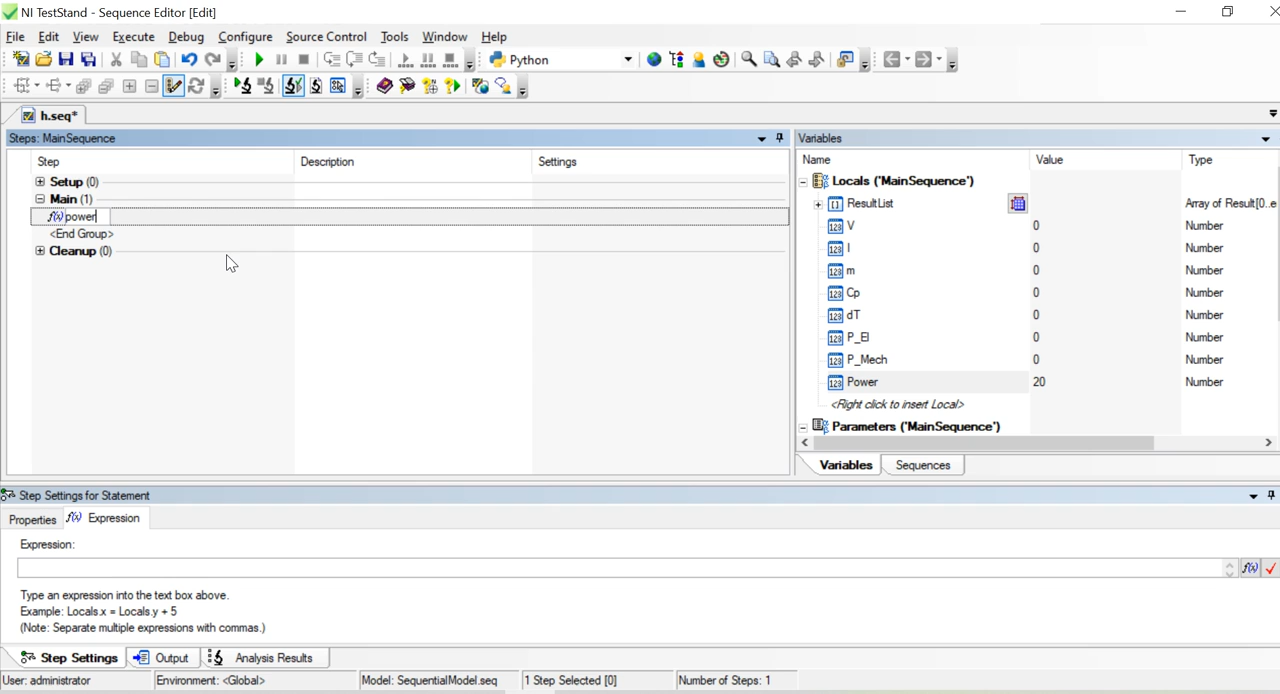 NI TestStand - Sequence Editor [Edit]
File Edit View Execute Debug Configure Source Control Tools Window Help
Python
h.seq*
Steps: MainSequence
Step Description Settings
Setup (0)
Main (1)
f(x) power
<End Group>
Cleanup (0)
Variables
Name Value Type
Locals ('MainSequence')
ResultList Array of Result[0..e
V 0 Number
I 0 Number
m 0 Number
Cp 0 Number
dT 0 Number
P_El 0 Number
P_Mech 0 Number
Power 20 Number
<Right click to insert Local>
Parameters ('MainSequence')
Variables Sequences
Step Settings for Statement
Properties f(x) Expression
Expression:
f(x)
Type an expression into the text box above.
Example: Locals.x = Locals.y + 5
(Note: Separate multiple expressions with commas.)
Step Settings Output Analysis Results
User: administrator Environment: <Global> Model: SequentialModel.seq 1 Step Selected [0] Number of Steps: 1